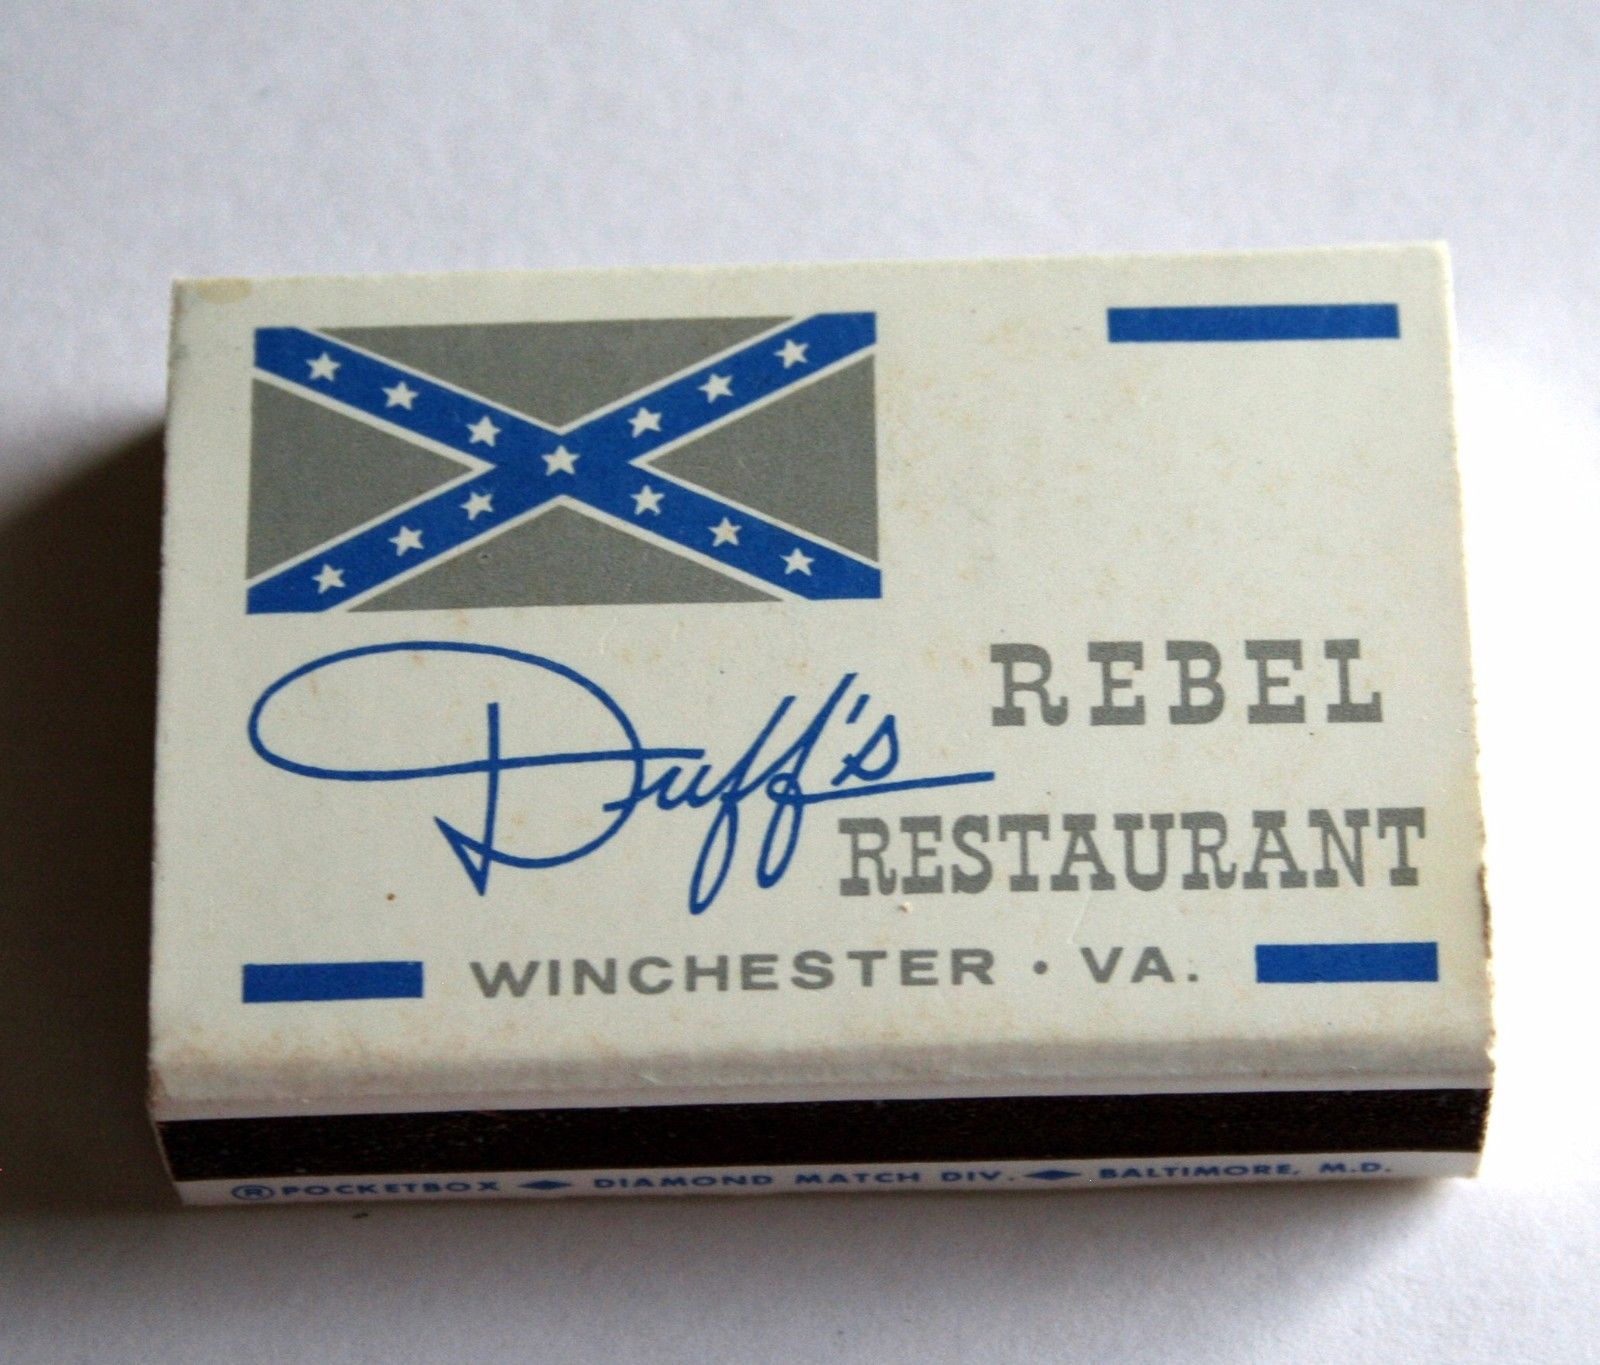 REBEL
Duff's
RESTAURANT
WINCHESTER · VA.
® POCKETBOX ◆ DIAMOND MATCH DIV. ◆ BALTIMORE, M.D.